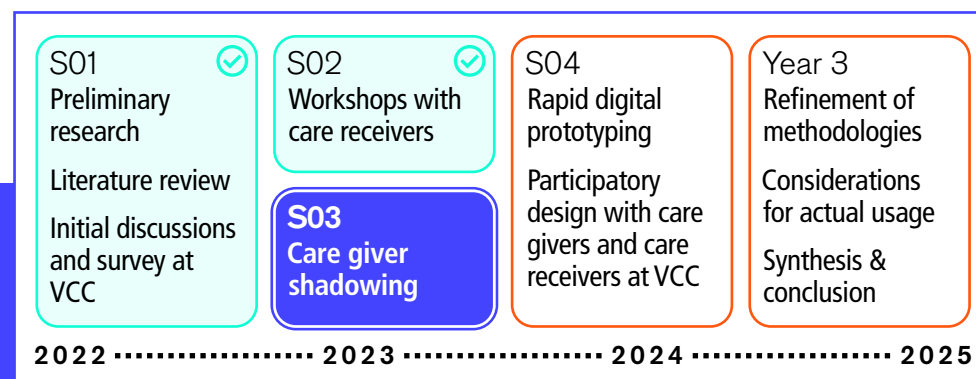 S01
Preliminary
research
Literature review
Initial discussions
and survey at
VCC
S02
Workshops with
care receivers
S03
Care giver
shadowing
S04
Rapid digital
prototyping
Participatory
design with care
givers and care
receivers at VCC
Year 3
Refinement of
methodologies
Considerations
for actual usage
Synthesis &
conclusion
2022 2023 2024 2025